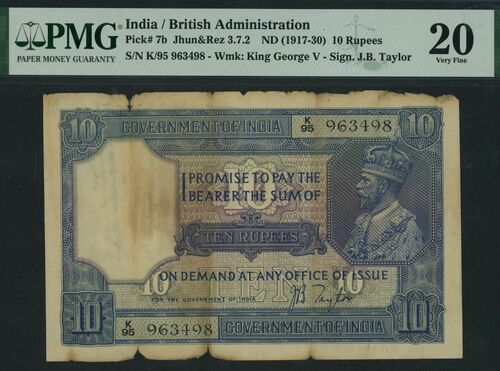 PMG
PAPER MONEY GUARANTY
India / British Administration
Pick# 7b Jhun&Rez 3.7.2 ND (1917-30) 10 Rupees
S/N K/95 963498 - Wmk: King George V - Sign. J.B. Taylor
20
Very Fine
10
GOVERNMENT OF INDIA
K
95 963498
10
I PROMISE TO PAY THE
BEARER THE SUM OF
10
TEN RUPEES
ON DEMAND AT ANY OFFICE OF ISSUE
10
10
TEN
FOR THE GOVERNMENT OF INDIA
J B Taylor
10
K
95 963498
GOVERNMENT OF INDIA
10